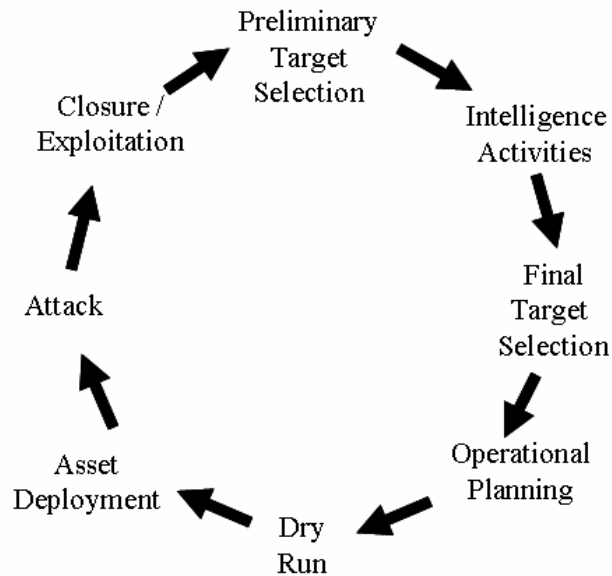 Preliminary
Target
Selection
Intelligence
Activities
Final
Target
Selection
Operational
Planning
Dry
Run
Asset
Deployment
Attack
Closure /
Exploitation